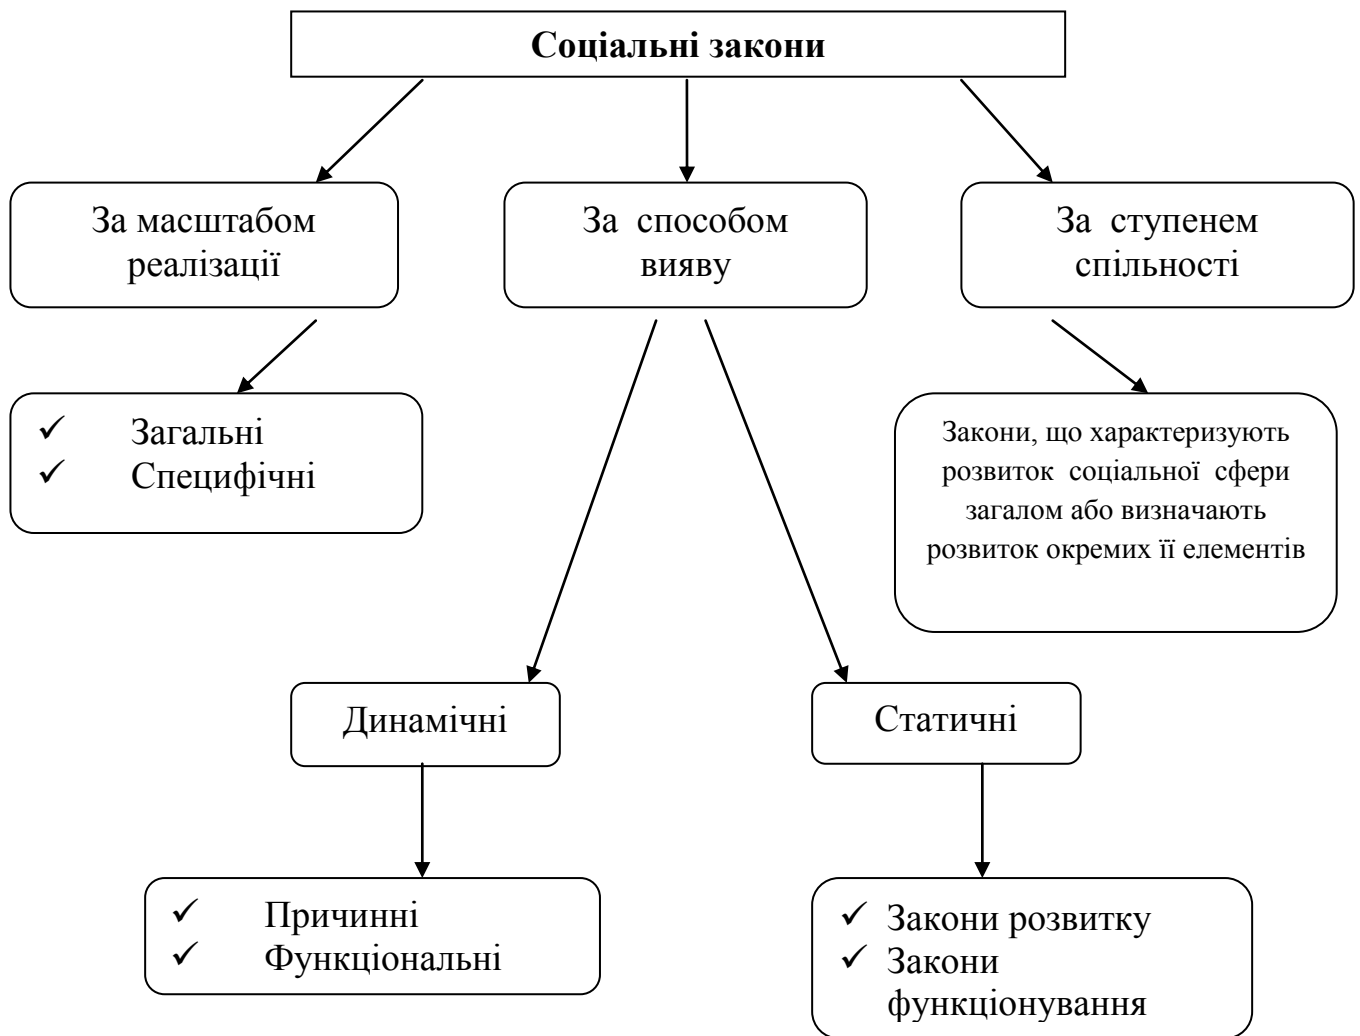 Соціальні закони
За масштабом
реалізації
За способом
вияву
За ступенем
спільності
✓ Загальні
✓ Специфічні
Закони, що характеризують
розвиток соціальної сфери
загалом або визначають
розвиток окремих її елементів
Динамічні
Статичні
✓ Причинні
✓ Функціональні
✓ Закони розвитку
✓ Закони
функціонування